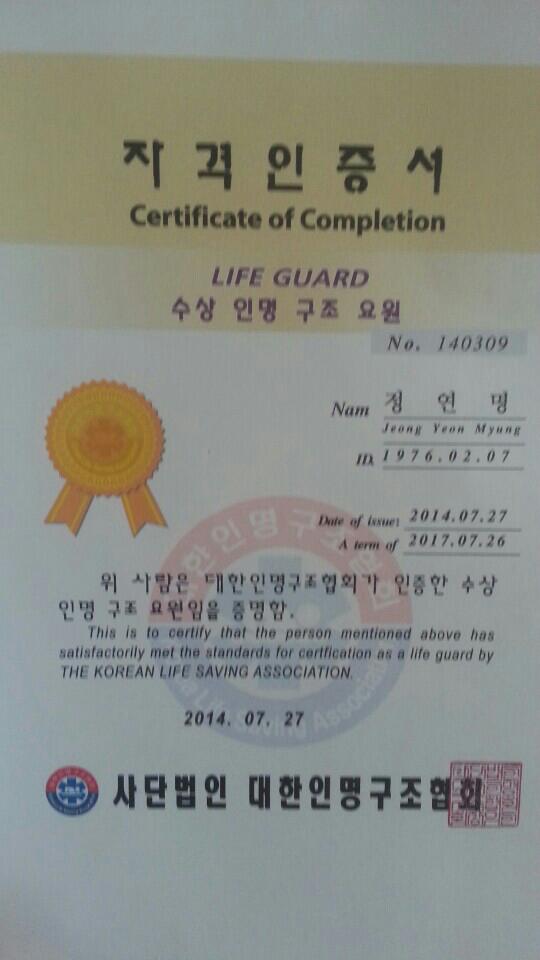 자격인증서
Certificate of Completion
LIFE GUARD
수상 인명 구조 요원
No. 140309
Nam 정 연 명
Jeong Yeon Myung
ID. 1976.02.07
Date of issue: 2014.07.27
A term of 2017.07.26
위 사람은 대한인명구조협회가 인증한 수상
인명 구조 요원임을 증명함.
This is to certify that the person mentioned above has
satisfactorily met the standards for certfication as a life guard by
THE KOREAN LIFE SAVING ASSOCIATION.
2014. 07. 27
사단법인 대한인명구조협회